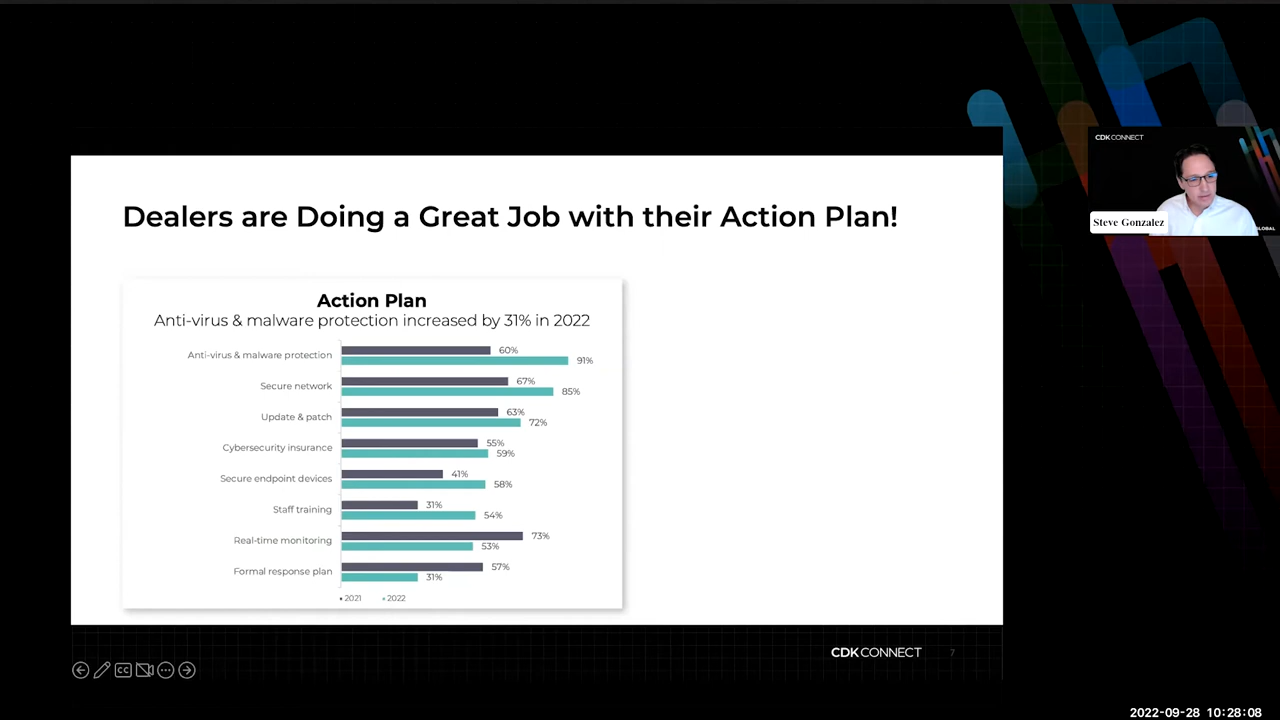 Dealers are Doing a Great Job with their Action Plan!
Action Plan
Anti-virus & malware protection increased by 31% in 2022
Anti-virus & malware protection
60%
91%
Secure network
67%
85%
Update & patch
63%
72%
Cybersecurity insurance
55%
59%
Secure endpoint devices
41%
58%
Staff training
31%
54%
Real-time monitoring
73%
53%
Formal response plan
57%
31%
2021
2022
CDK CONNECT
7
CC
CDK CONNECT
Steve Gonzalez
GLOBAL
2022-09-28 10:28:08